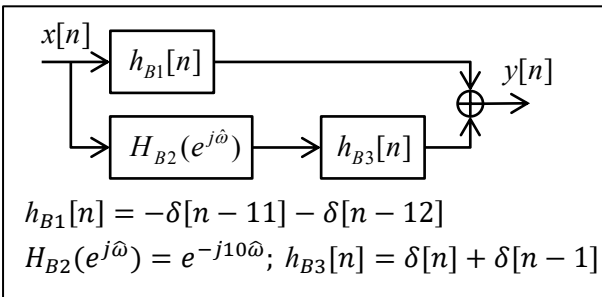 x[n]
h_{B1}[n]
y[n]
H_{B2}(e^{jω̂})
h_{B3}[n]
h_{B1}[n] = −δ[n − 11] − δ[n − 12]
H_{B2}(e^{jω̂}) = e^{−j10ω̂}; h_{B3}[n] = δ[n] + δ[n − 1]